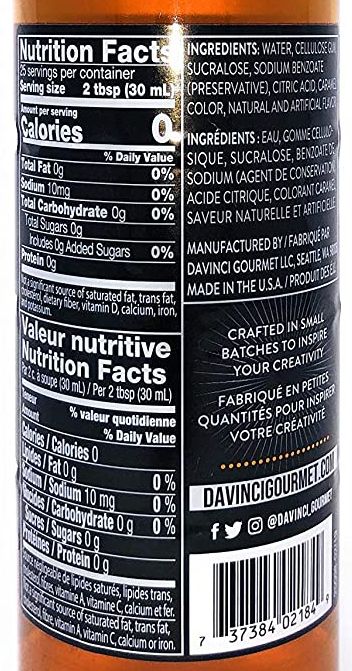 Nutrition Facts
25 servings per container
Serving size 2 tbsp (30 mL)
Amount per serving
Calories 0
% Daily Value
Total Fat 0g 0%
Sodium 10mg 0%
Total Carbohydrate 0g 0%
Total Sugars 0g
Includes 0g Added Sugars 0%
Protein 0g
Not a significant source of saturated fat, trans fat,
cholesterol, dietary fiber, vitamin D, calcium, iron,
and potassium.
Valeur nutritive
Nutrition Facts
Par 2 c. à soupe (30 mL) / Per 2 tbsp (30 mL)
Teneur
Amount
% valeur quotidienne
% Daily Value
Calories / Calories 0
Lipides / Fat 0 g 0 %
Sodium / Sodium 10 mg 0 %
Glucides / Carbohydrate 0 g 0 %
Sucres / Sugars 0 g
Protéines / Protein 0 g
négligeable de lipides saturés, lipides trans,
fibres, vitamine A, vitamine C, calcium et fer.
significant source of saturated fat, trans fat,
fibre, vitamin A, vitamin C, calcium or iron.
INGREDIENTS: WATER, CELLULOSE GUM,
SUCRALOSE, SODIUM BENZOATE
(PRESERVATIVE), CITRIC ACID, CARAMEL
COLOR, NATURAL AND ARTIFICIAL FLAVOR
INGRÉDIENTS : EAU, GOMME CELLULO-
SIQUE, SUCRALOSE, BENZOATE DE
SODIUM (AGENT DE CONSERVATION),
ACIDE CITRIQUE, COLORANT CARAMEL,
SAVEUR NATURELLE ET ARTIFICIELLE
MANUFACTURED BY / FABRIQUÉ PAR
DAVINCI GOURMET LLC, SEATTLE, WA
MADE IN THE U.S.A. / PRODUIT DES
CRAFTED IN SMALL
BATCHES TO INSPIRE
YOUR CREATIVITY
FABRIQUÉ EN PETITES
QUANTITÉS POUR INSPIRER
VOTRE CRÉATIVITÉ
DAVINCIGOURMET.COM
@DAVINCI_GOURMET
7 37384 02184 9